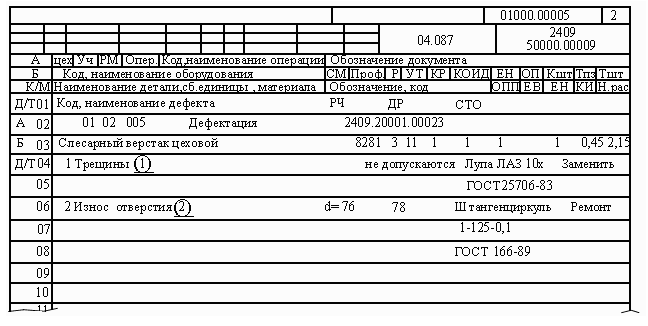 01000.00005 2
04.087 2409
50000.00009
А цех Уч РМ Опер. Код,наименование операции Обозначение документа
Б Код, наименование оборудования СМ Проф. Р УТ КР КОИД ЕН ОП Кшт Тпз Тшт
К/М Наименование детали,сб.единицы , материала Обозначение, код ОПП ЕВ ЕН КИ Н.рас
Д/Т01 Код, наименование дефекта РЧ ДР СТО
А 02 01 02 005 Дефектация 2409.20001.00023
Б 03 Слесарный верстак цеховой 8281 3 11 1 1 1 1 0,45 2,15
Д/Т04 1 Трещины (1) не допускаются Лупа ЛАЗ 10х Заменить
05 ГОСТ25706-83
06 2 Износ отверстия (2) d= 76 78 Штангенциркуль Ремонт
07 1-125-0,1
08 ГОСТ 166-89
09
10
11